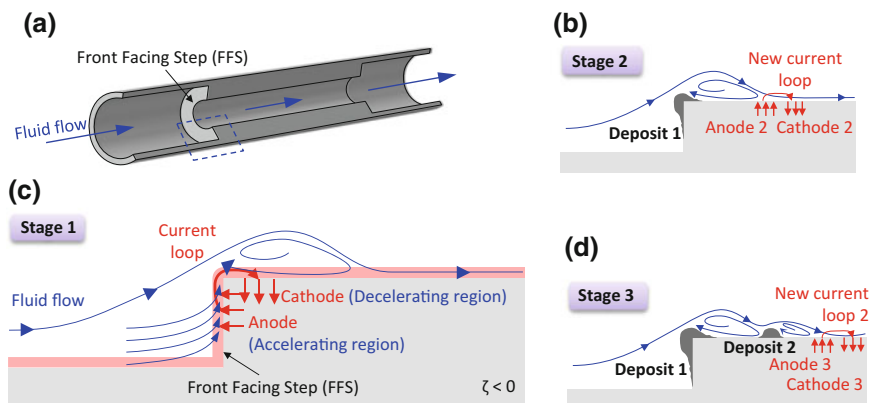 (a)
Front Facing Step (FFS)
Fluid flow
(b)
Stage 2
New current
loop
Deposit 1
Anode 2
Cathode 2
(c)
Stage 1
Current
loop
Fluid flow
Cathode (Decelerating region)
Anode
(Accelerating region)
Front Facing Step (FFS)
ζ < 0
(d)
Stage 3
New current
loop 2
Deposit 1
Deposit 2
Anode 3
Cathode 3